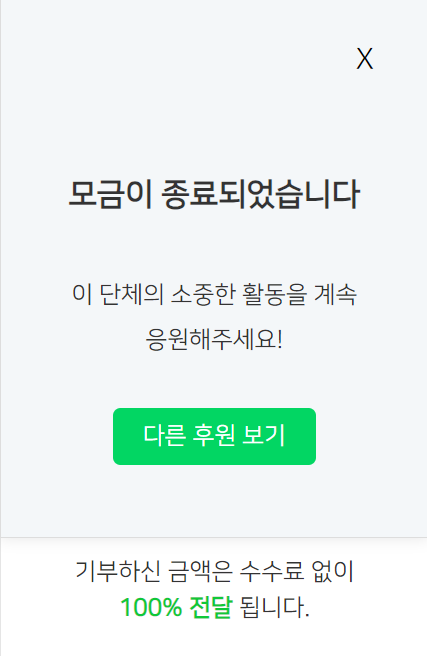 X
모금이 종료되었습니다
이 단체의 소중한 활동을 계속
응원해주세요!
다른 후원 보기
기부하신 금액은 수수료 없이
100% 전달 됩니다.